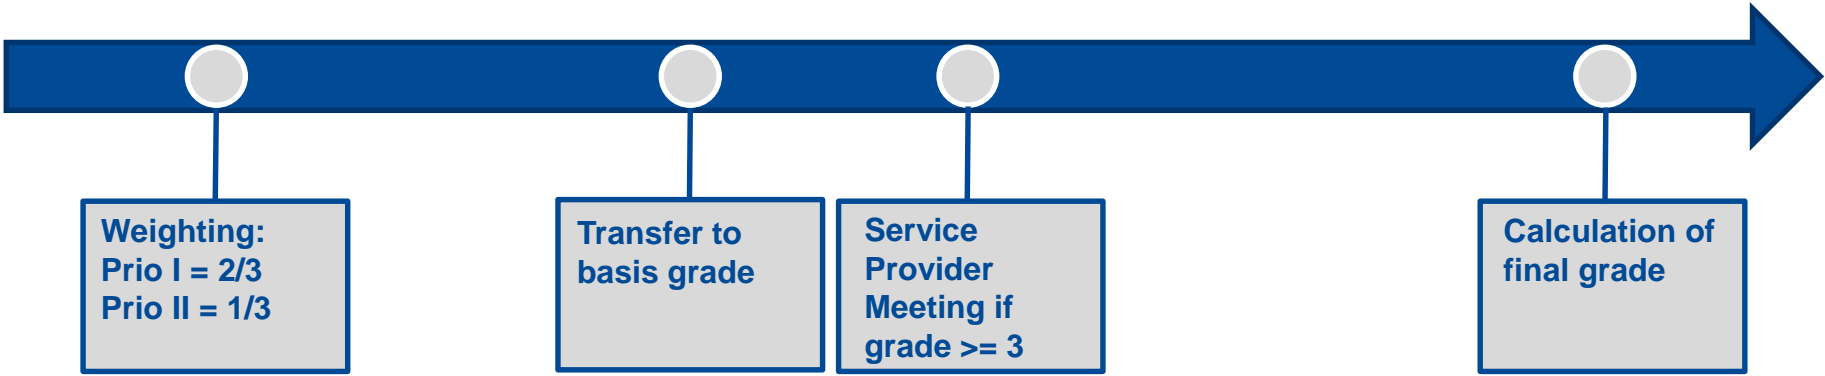 Weighting:
Prio I = 2/3
Prio II = 1/3
Transfer to
basis grade
Service
Provider
Meeting if
grade >= 3
Calculation of
final grade